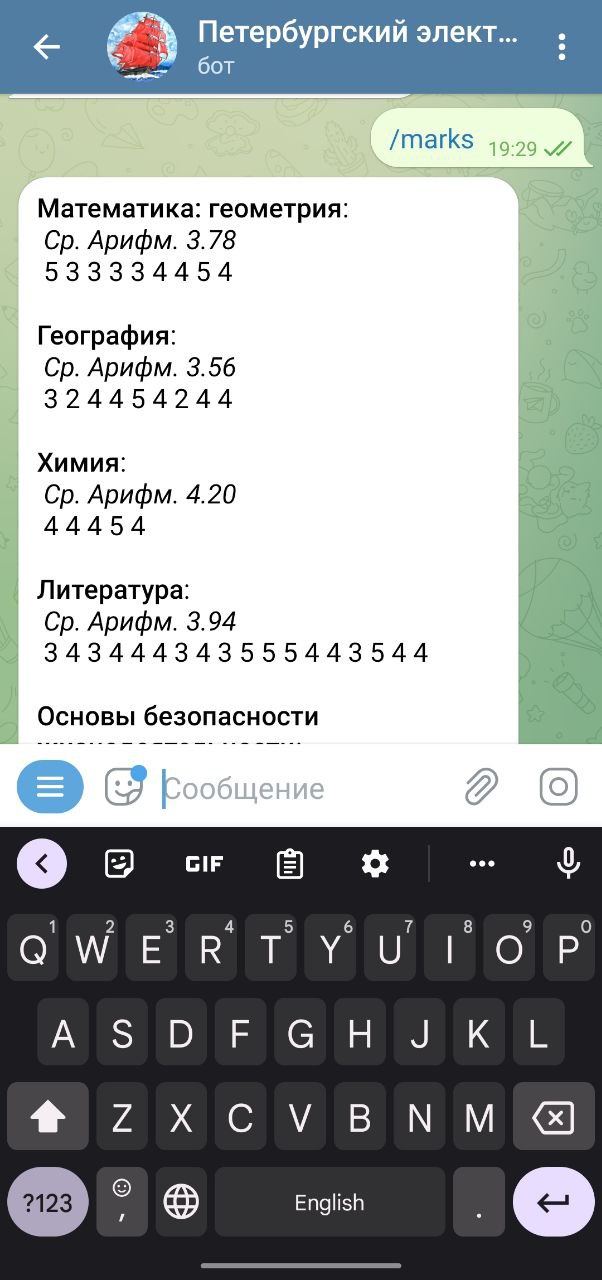 Петербургский элект...
бот
/marks 19:29
Математика: геометрия:
Ср. Арифм. 3.78
5 3 3 3 3 4 4 5 4
География:
Ср. Арифм. 3.56
3 2 4 4 5 4 2 4 4
Химия:
Ср. Арифм. 4.20
4 4 4 5 4
Литература:
Ср. Арифм. 3.94
3 4 3 4 4 4 3 4 3 5 5 5 4 4 3 5 4 4
Основы безопасности
Сообщение
GIF
1 2 3 4 5 6 7 8 9 0
Q W E R T Y U I O P
A S D F G H J K L
Z X C V B N M
?123 , English .